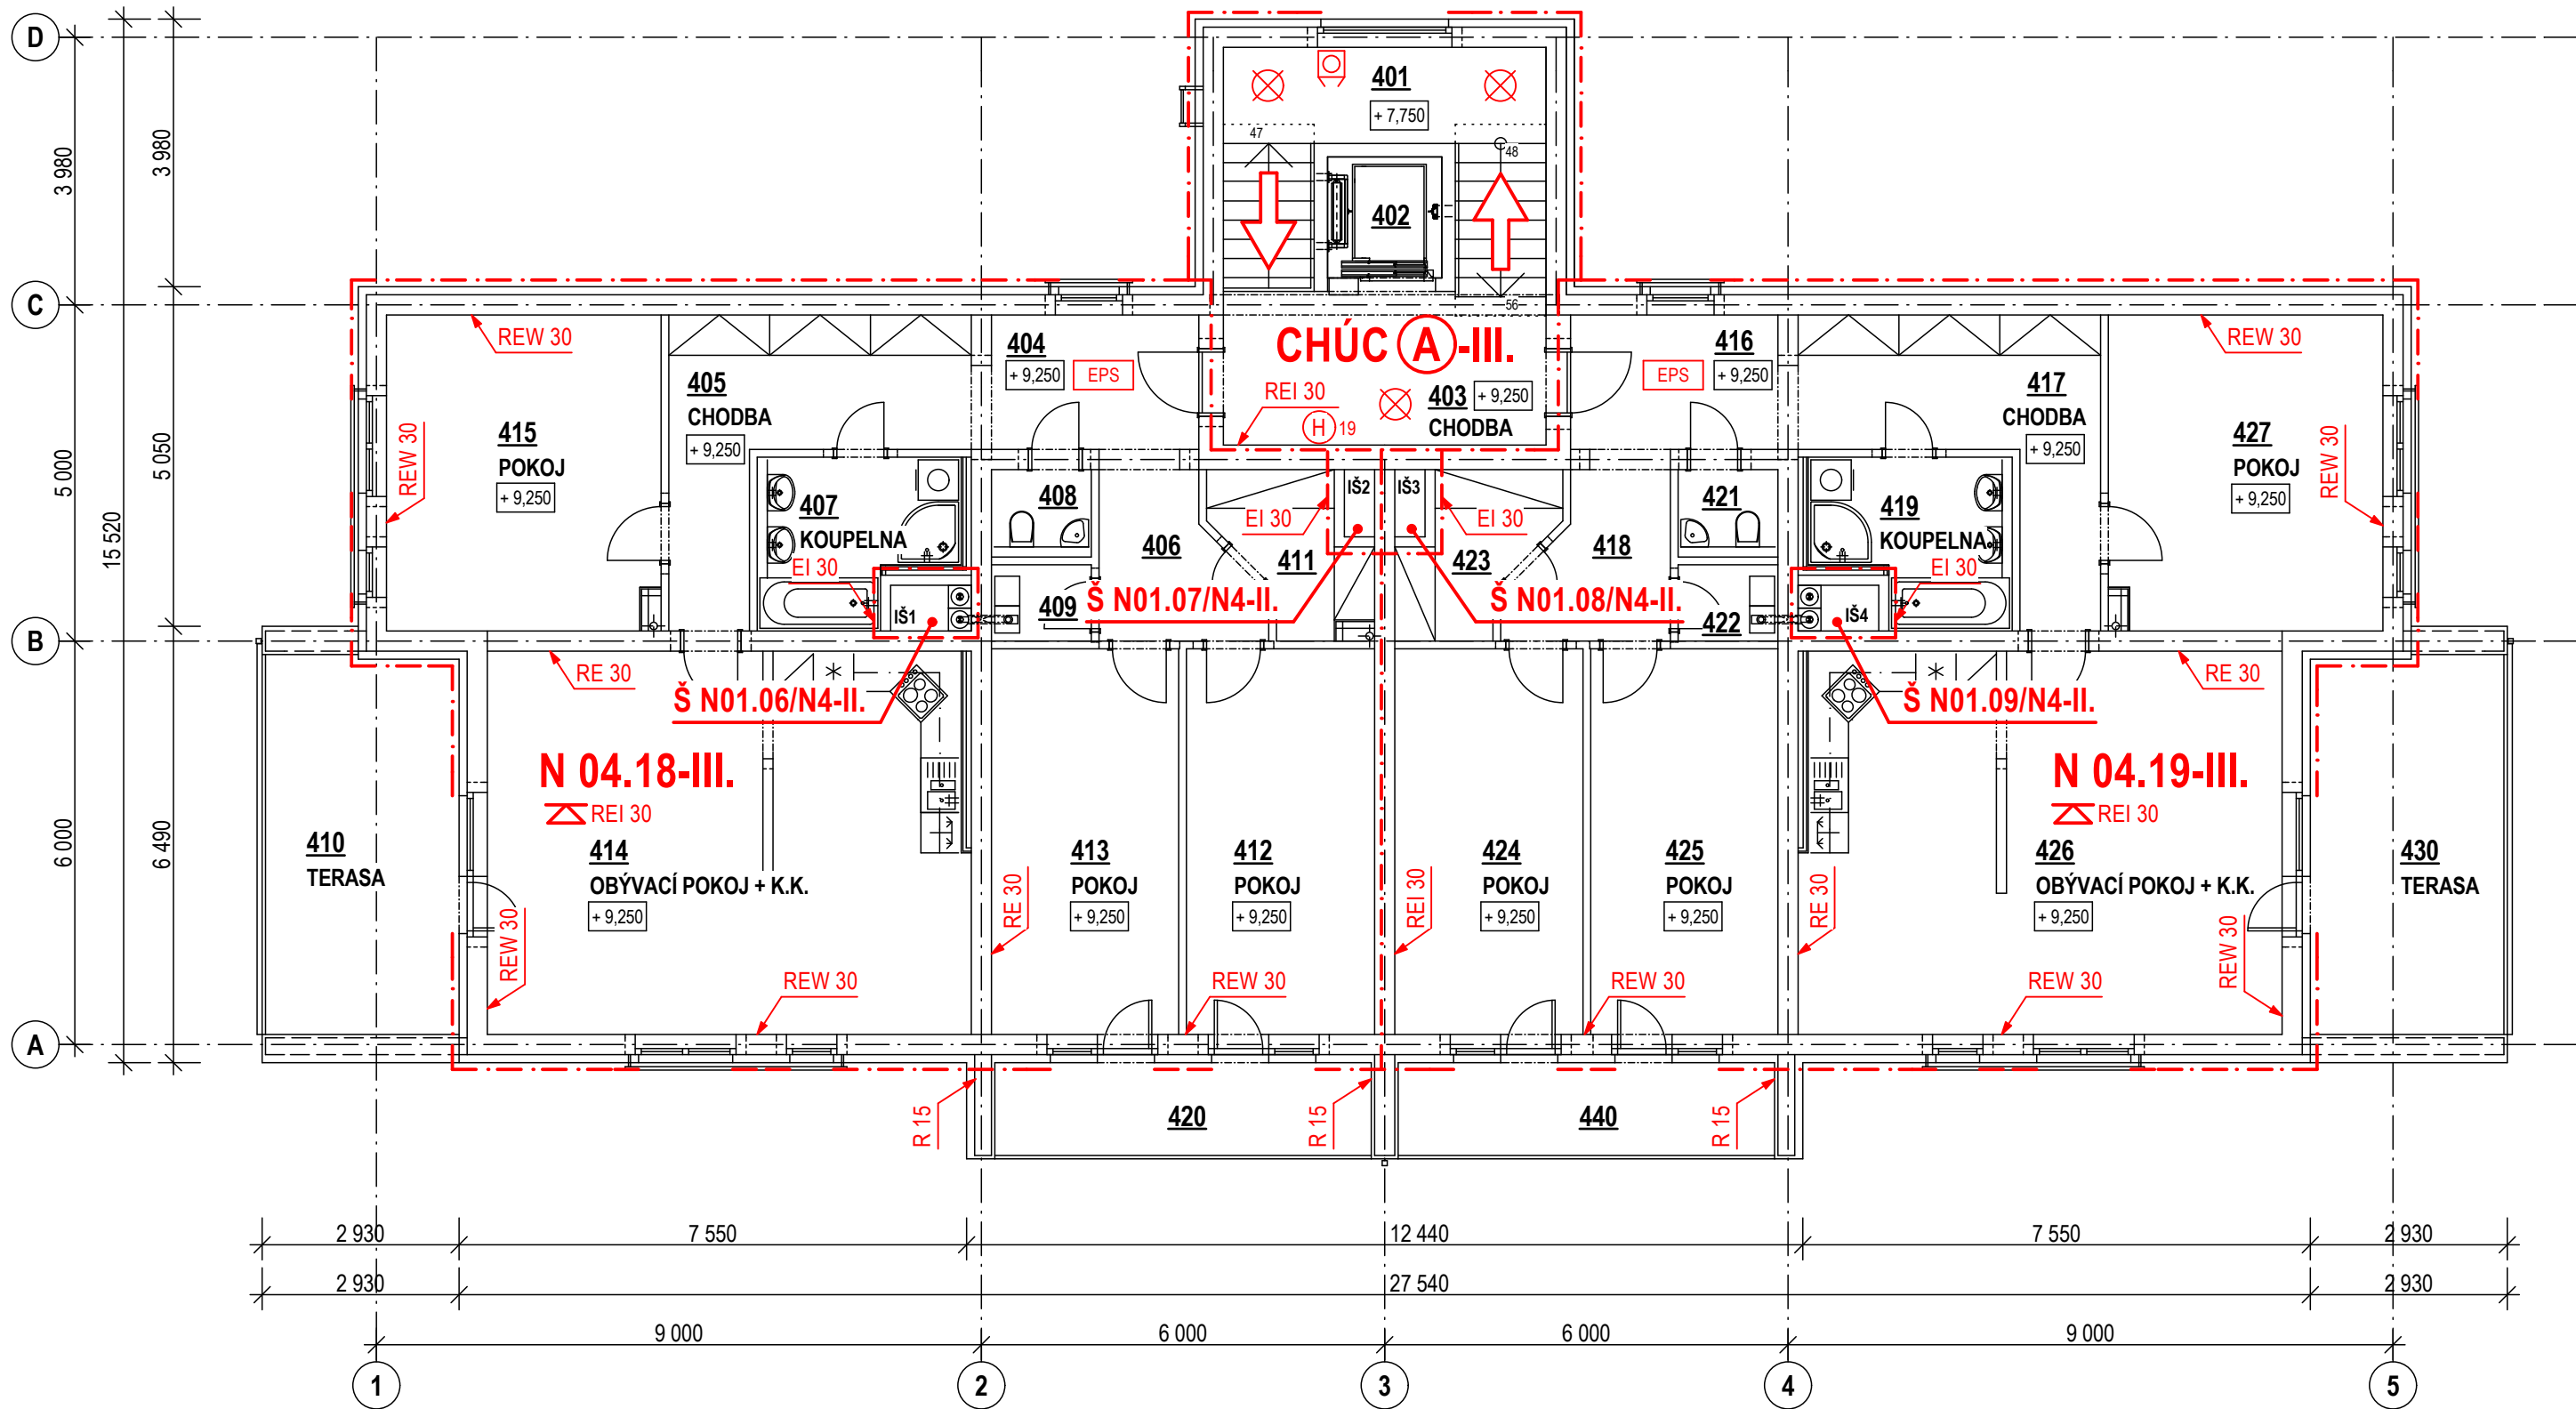 D
3 980
3 980
401
+ 7,750
47
48
402
C
56
REW 30
404
+ 9,250
EPS
CHÚC A-III.
416
EPS
+ 9,250
REW 30
405
CHODBA
+ 9,250
REI 30
H 19
403
+ 9,250
CHODBA
417
CHODBA
+ 9,250
5 000
5 050
15 520
REW 30
415
POKOJ
+ 9,250
427
POKOJ
+ 9,250
REW 30
407
KOUPELNA
EI 30
408
406
EI 30
IŠ2
IŠ3
EI 30
411
423
418
421
419
KOUPELNA
EI 30
IŠ1
409
Š N01.07/N4-II.
Š N01.08/N4-II.
422
IŠ4
B
RE 30
Š N01.06/N4-II.
Š N01.09/N4-II.
RE 30
N 04.18-III.
REI 30
N 04.19-III.
REI 30
6 000
6 490
410
TERASA
414
OBÝVACÍ POKOJ + K.K.
+ 9,250
413
POKOJ
+ 9,250
412
POKOJ
+ 9,250
424
POKOJ
+ 9,250
425
POKOJ
+ 9,250
426
OBÝVACÍ POKOJ + K.K.
+ 9,250
430
TERASA
REW 30
RE 30
REI 30
RE 30
REW 30
REW 30
REW 30
REW 30
REW 30
A
R 15
420
R 15
440
R 15
2 930
7 550
12 440
7 550
2 930
2 930
27 540
2 930
9 000
6 000
6 000
9 000
1
2
3
4
5